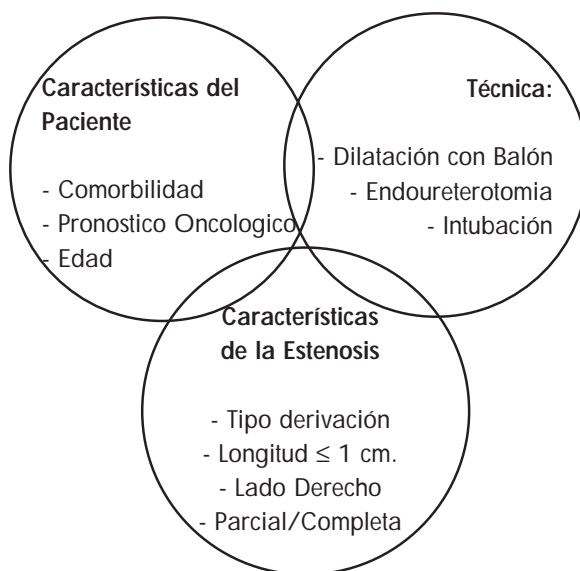 Características del
Paciente
- Comorbilidad
- Pronostico Oncologico
- Edad
Técnica:
- Dilatación con Balón
- Endoureterotomia
- Intubación
Características
de la Estenosis
- Tipo derivación
- Longitud ≤ 1 cm.
- Lado Derecho
- Parcial/Completa